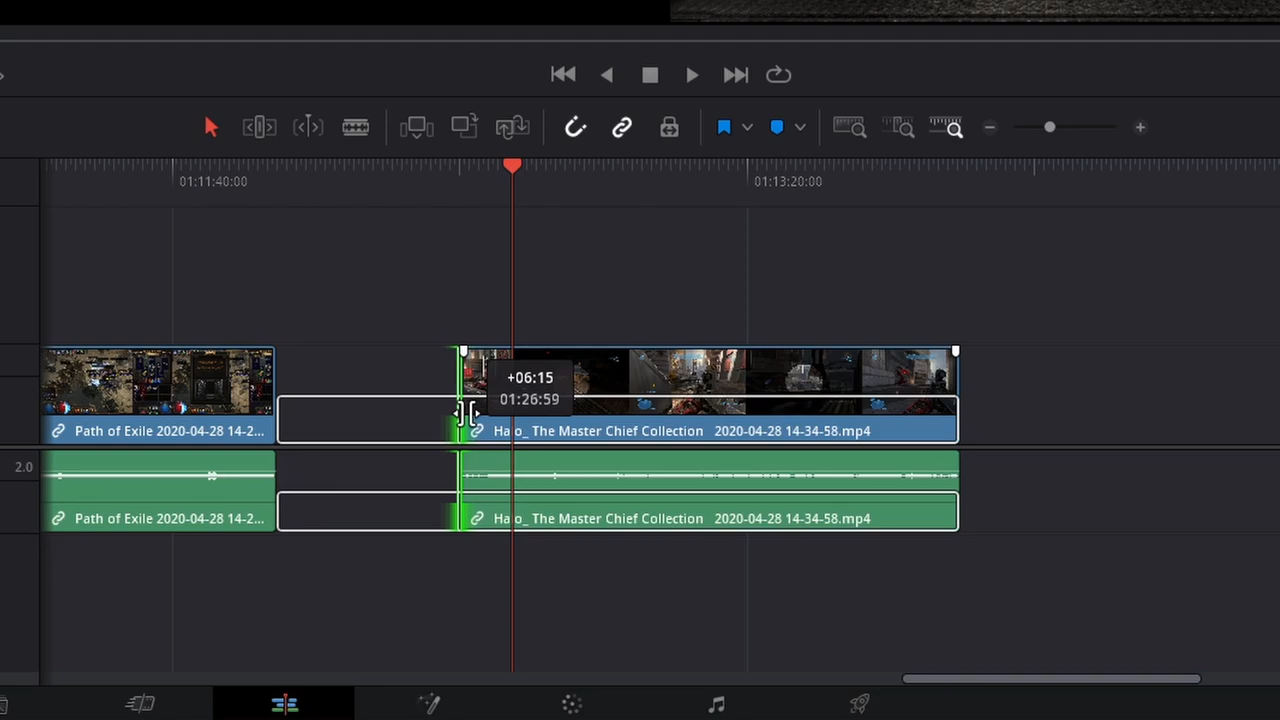 01:11:40:00
01:13:20:00
+06:15
01:26:59
Path of Exile 2020-04-28 14-2...
Halo_ The Master Chief Collection 2020-04-28 14-34-58.mp4
2.0
Path of Exile 2020-04-28 14-2...
Halo_ The Master Chief Collection 2020-04-28 14-34-58.mp4